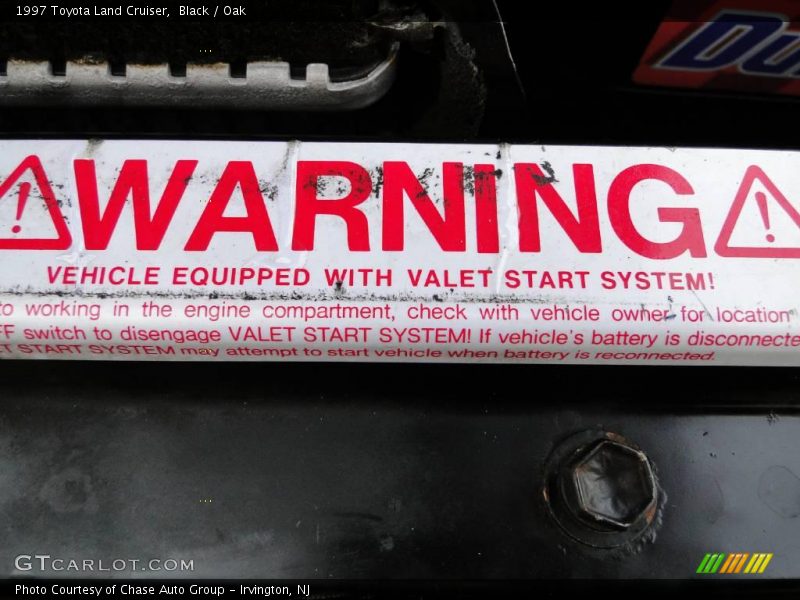 1997 Toyota Land Cruiser, Black / Oak
WARNING
VEHICLE EQUIPPED WITH VALET START SYSTEM!
to working in the engine compartment, check with vehicle owner for location
switch to disengage VALET START SYSTEM! If vehicle's battery is
START SYSTEM may attempt to start vehicle when battery is reconnected.
GTCARLOT.COM
Photo Courtesy of Chase Auto Group - Irvington, NJ